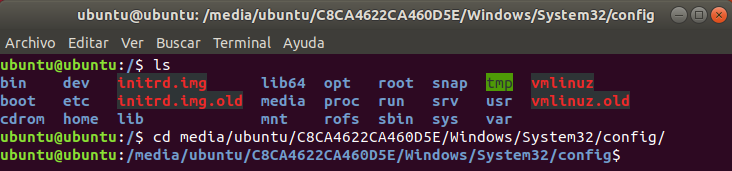 ubuntu@ubuntu: /media/ubuntu/C8CA4622CA460D5E/Windows/System32/config
Archivo Editar Ver Buscar Terminal Ayuda
ubuntu@ubuntu:/$ ls
bin dev initrd.img lib64 opt root snap tmp vmlinuz
boot etc initrd.img.old media proc run srv usr vmlinuz.old
cdrom home lib mnt rofs sbin sys var
ubuntu@ubuntu:/$ cd media/ubuntu/C8CA4622CA460D5E/Windows/System32/config/
ubuntu@ubuntu:/media/ubuntu/C8CA4622CA460D5E/Windows/System32/config$